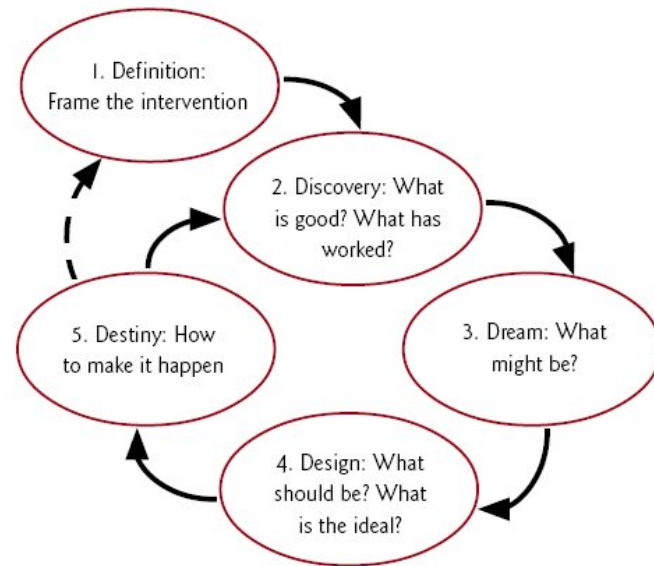 1. Definition:
Frame the intervention
2. Discovery: What
is good? What has
worked?
3. Dream: What
might be?
4. Design: What
should be? What
is the ideal?
5. Destiny: How
to make it happen